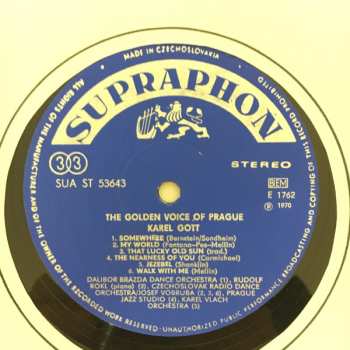 MADE IN CZECHOSLOVAKIA
ALL RIGHTS OF THE MANUFACTURER AND OF THE OWNER OF THE RECORDED WORK RESERVED · UNAUTHORIZED PUBLIC PERFORMANCE BROADCASTING AND COPYING OF THIS RECORD PROHIBITED
SUPRAPHON
33
STEREO
SUA ST 53643
BIEM
E 1762
℗ 1970
THE GOLDEN VOICE OF PRAGUE
KAREL GOTT
1. SOMEWHERE (Bernstein/Sondheim)
2. MY WORLD (Fontana-Pes-Mellin)
3. THAT LUCKY OLD SUN (trad.)
4. THE NEARNESS OF YOU (Carmichael)
5. JEZEBEL (Shanklin)
6. WALK WITH ME (Mellin)
DALIBOR BRAZDA DANCE ORCHESTRA (1), RUDOLF
ROKL (piano) (3), CZECHOSLOVAK RADIO DANCE
ORCHESTRA/JOSEF VOBRUBA (2, 3, 6), PRAGUE
JAZZ STUDIO (4), KAREL VLACH
ORCHESTRA (5)